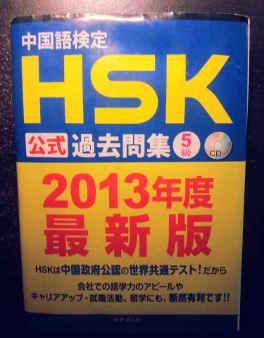 中国語検定
HSK
公式 過去問集 5級 CD
2013年度
最新版
HSKは中国政府公認の世界共通テスト!だから
会社での語学力のアピールや
キャリアアップ・就職活動、留学にも、断然有利です!!